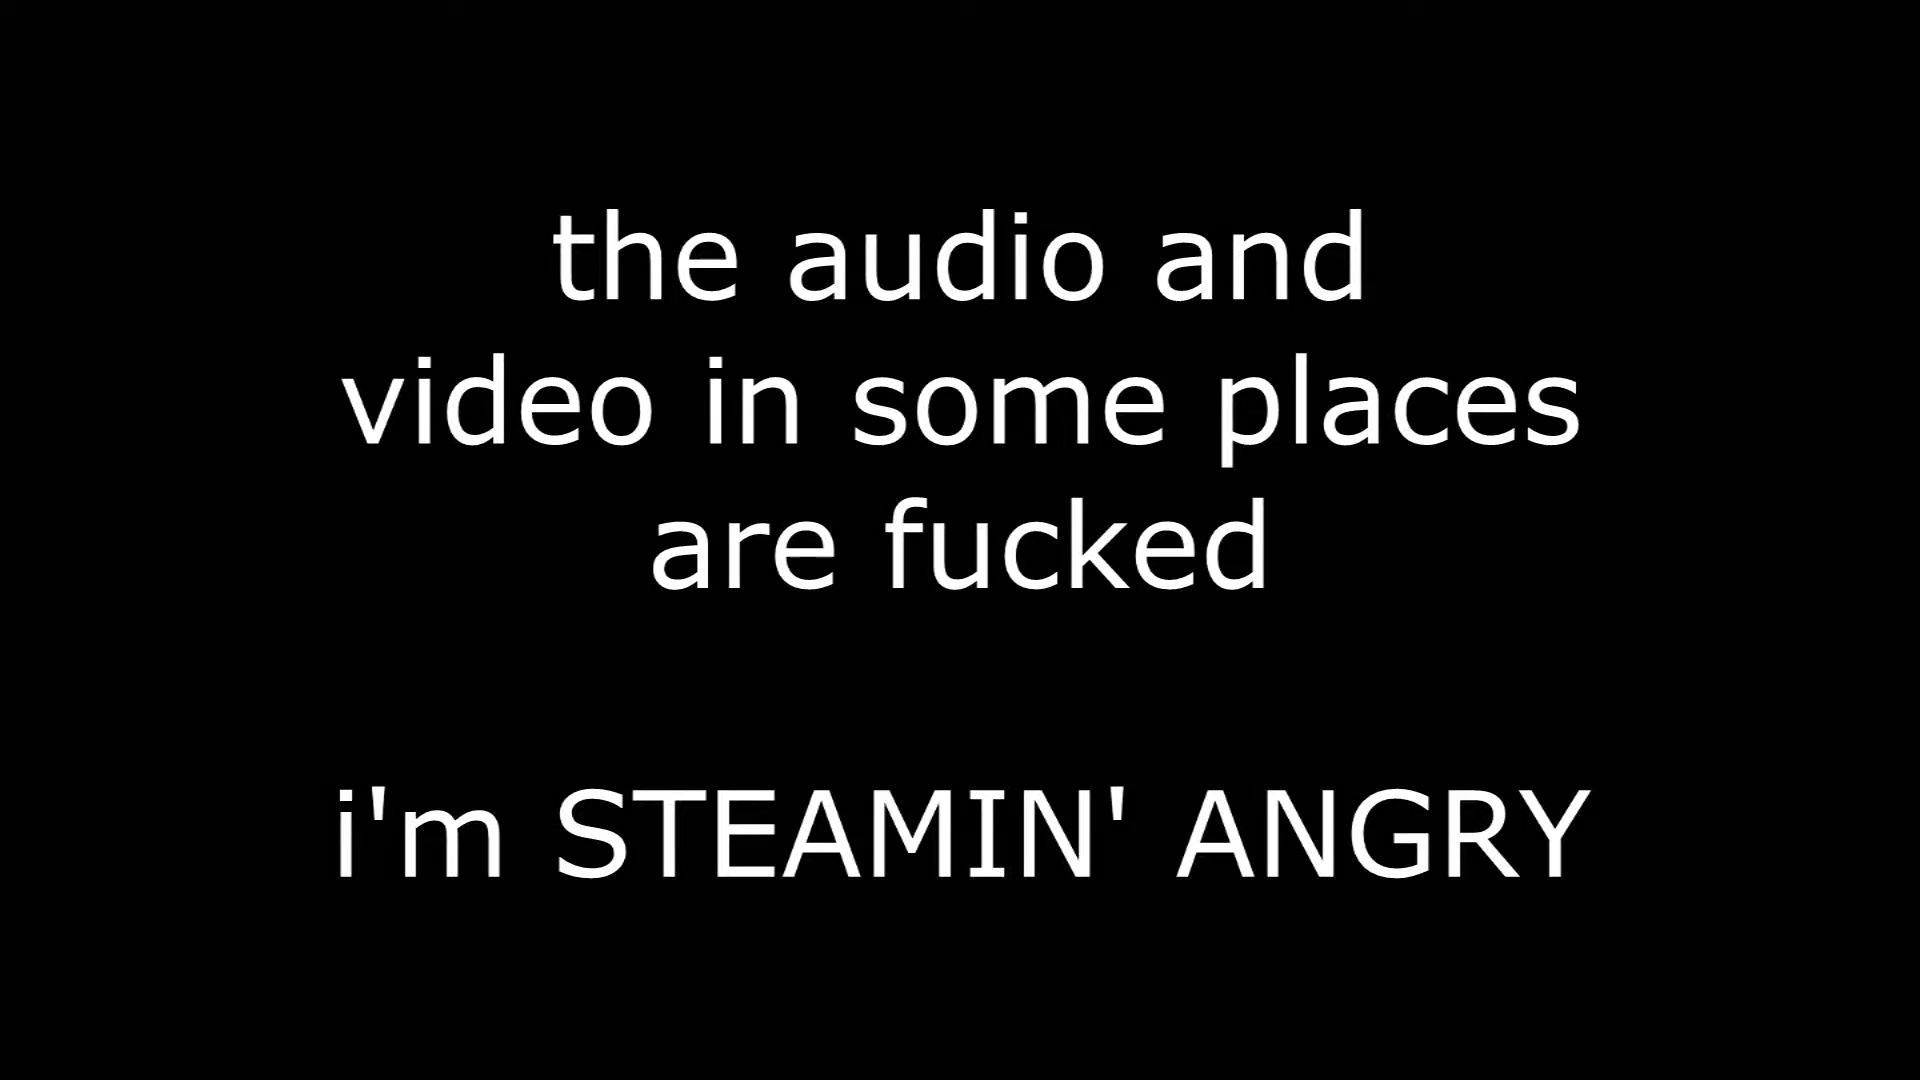 the audio and
video in some places
are fucked
i'm STEAMIN' ANGRY